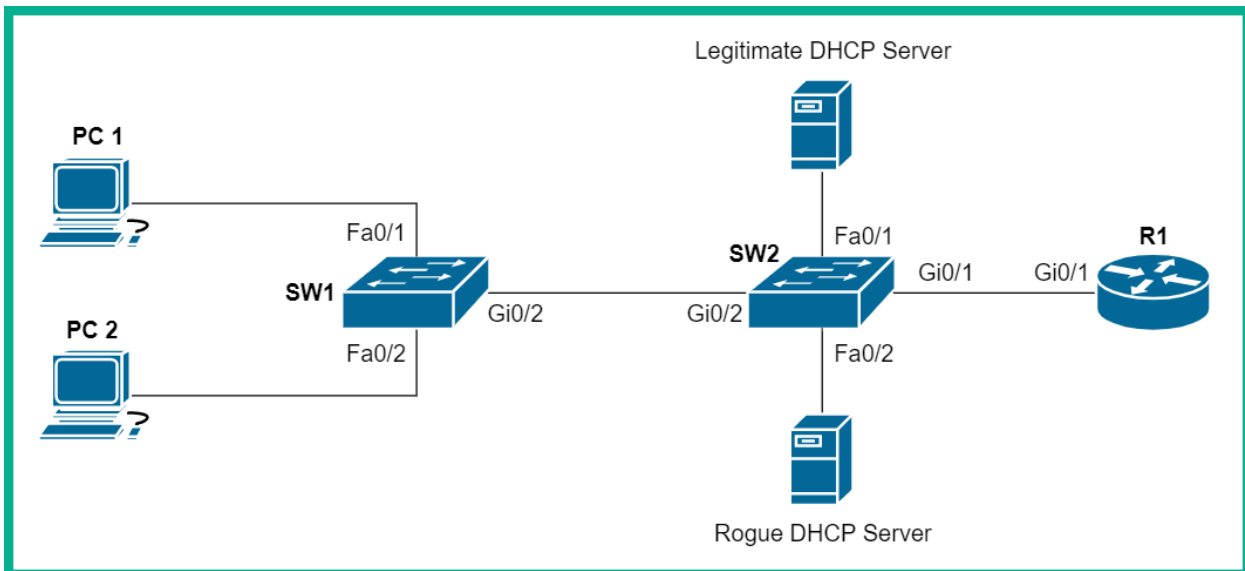 Legitimate DHCP Server
PC 1
Fa0/1
Fa0/1
R1
SW2
Gi0/1
Gi0/1
SW1
Gi0/2
Gi0/2
PC 2
Fa0/2
Fa0/2
Rogue DHCP Server